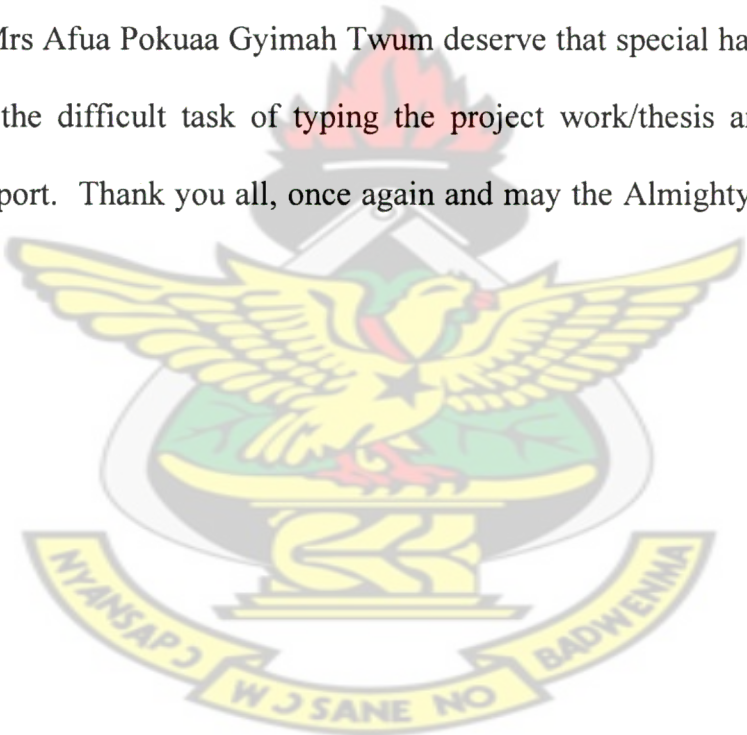 Mrs Afua Pokuaa Gyimah Twum deserve that special ha
the difficult task of typing the project work/thesis a
port. Thank you all, once again and may the Almighty
NYANSAPƆ
WƆSANE NO
BADWENMA